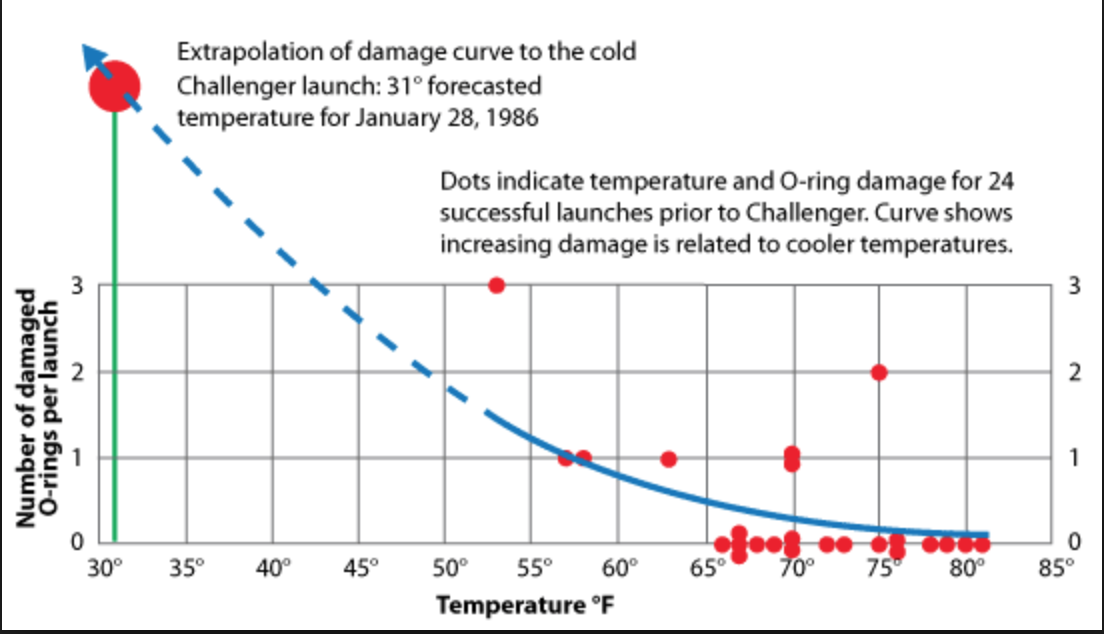 Extrapolation of damage curve to the cold
Challenger launch: 31° forecasted
temperature for January 28, 1986
Dots indicate temperature and O-ring damage for 24
successful launches prior to Challenger. Curve shows
increasing damage is related to cooler temperatures.
Number of damaged
O-rings per launch
3 3
2 2
1 1
0 0
30° 35° 40° 45° 50° 55° 60° 65° 70° 75° 80° 85°
Temperature °F